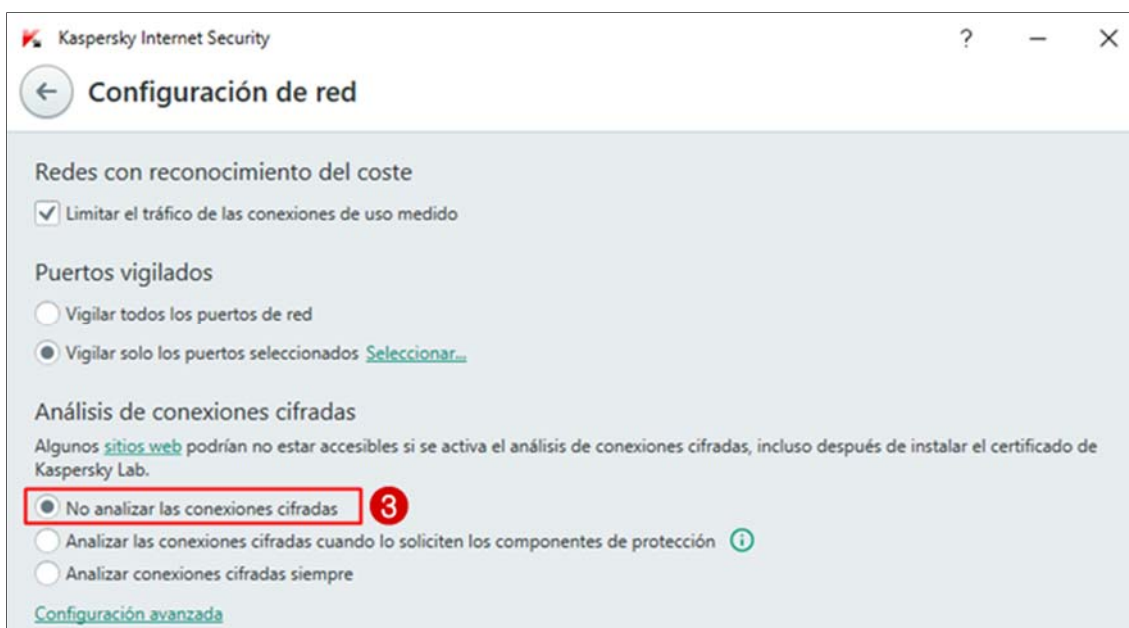 Kaspersky Internet Security
?
Configuración de red
Redes con reconocimiento del coste
Limitar el tráfico de las conexiones de uso medido
Puertos vigilados
Vigilar todos los puertos de red
Vigilar solo los puertos seleccionados Seleccionar...
Análisis de conexiones cifradas
Algunos sitios web podrían no estar accesibles si se activa el análisis de conexiones cifradas, incluso después de instalar el certificado de
Kaspersky Lab.
No analizar las conexiones cifradas 3
Analizar las conexiones cifradas cuando lo soliciten los componentes de protección
Analizar conexiones cifradas siempre
Configuración avanzada